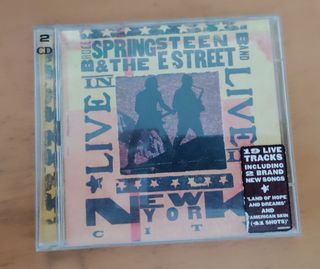 2
CD
BRUCE
SPRINGSTEEN
& THE E STREET
BAND
LIVE IN
LIVE IN
NEW YORK
CITY
19 LIVE
TRACKS
INCLUDING
2 BRAND
NEW SONGS
'LAND OF HOPE
AND DREAMS'
AND
'AMERICAN SKIN
(41 SHOTS)'